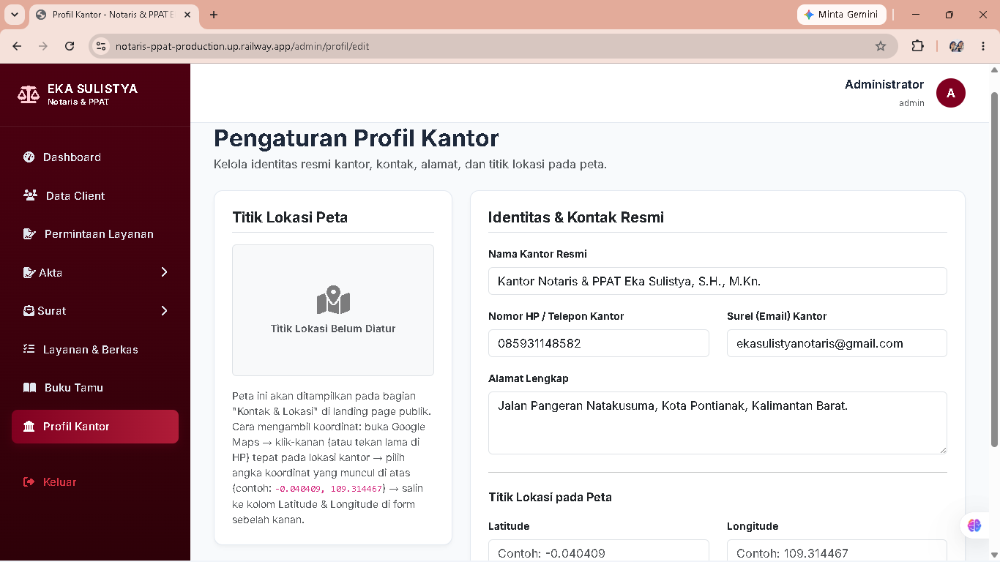 Profil Kantor - Notaris & PPAT E
Minta Gemini
notaris-ppat-production.up.railway.app/admin/profil/edit
EKA SULISTYA
Notaris & PPAT
Administrator
admin
A
Dashboard
Data Client
Permintaan Layanan
Akta
Surat
Layanan & Berkas
Buku Tamu
Profil Kantor
Keluar
Pengaturan Profil Kantor
Kelola identitas resmi kantor, kontak, alamat, dan titik lokasi pada peta.
Titik Lokasi Peta
Titik Lokasi Belum Diatur
Peta ini akan ditampilkan pada bagian
"Kontak & Lokasi" di landing page publik.
Cara mengambil koordinat: buka Google
Maps → klik-kanan (atau tekan lama di
HP) tepat pada lokasi kantor → pilih
angka koordinat yang muncul di atas
(contoh: -0.040409, 109.314467) → salin
ke kolom Latitude & Longitude di form
sebelah kanan.
Identitas & Kontak Resmi
Nama Kantor Resmi
Kantor Notaris & PPAT Eka Sulistya, S.H., M.Kn.
Nomor HP / Telepon Kantor
085931148582
Surel (Email) Kantor
ekasulistyanotaris@gmail.com
Alamat Lengkap
Jalan Pangeran Natakusuma, Kota Pontianak, Kalimantan Barat.
Titik Lokasi pada Peta
Latitude
Contoh: -0.040409
Longitude
Contoh: 109.314467